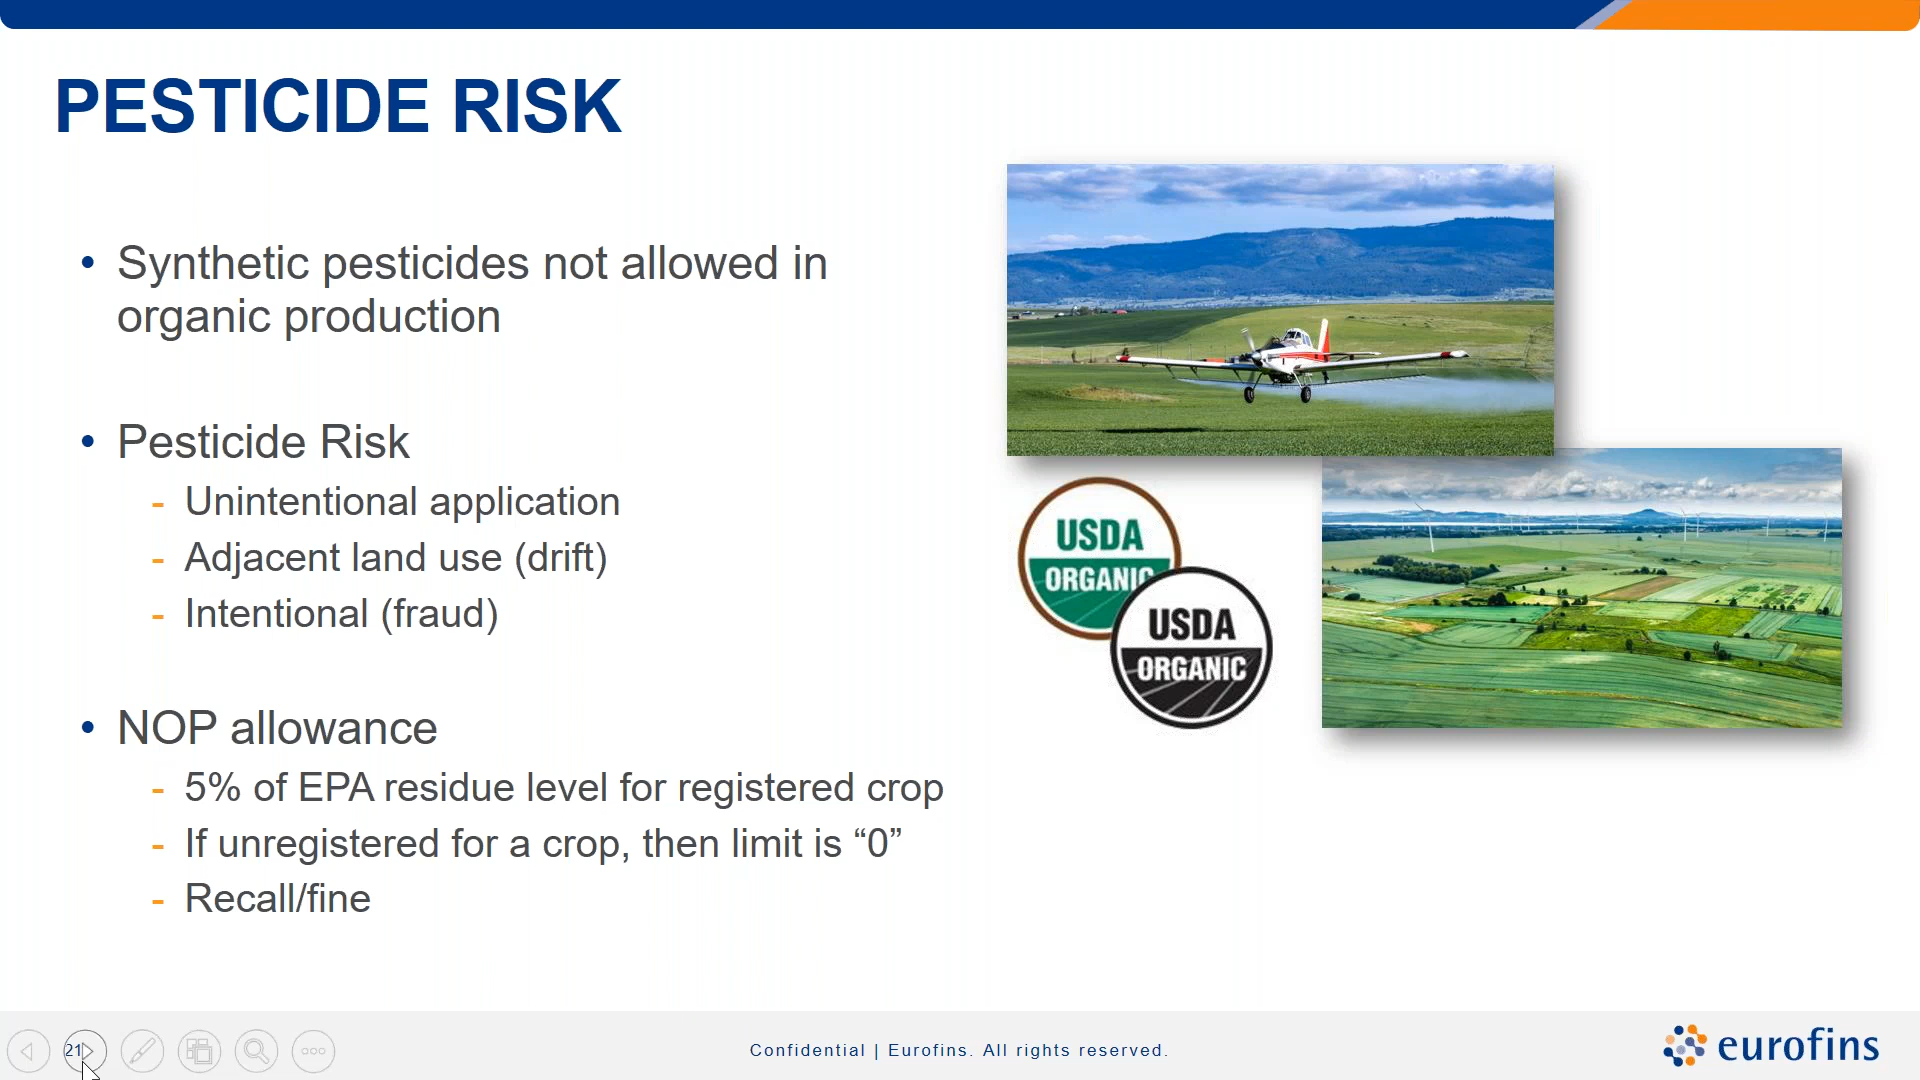 PESTICIDE RISK
• Synthetic pesticides not allowed in
organic production
• Pesticide Risk
- Unintentional application
- Adjacent land use (drift)
- Intentional (fraud)
• NOP allowance
- 5% of EPA residue level for registered crop
- If unregistered for a crop, then limit is “0”
- Recall/fine
USDA
ORGANIC
USDA
ORGANIC
21
Confidential | Eurofins. All rights reserved.
eurofins